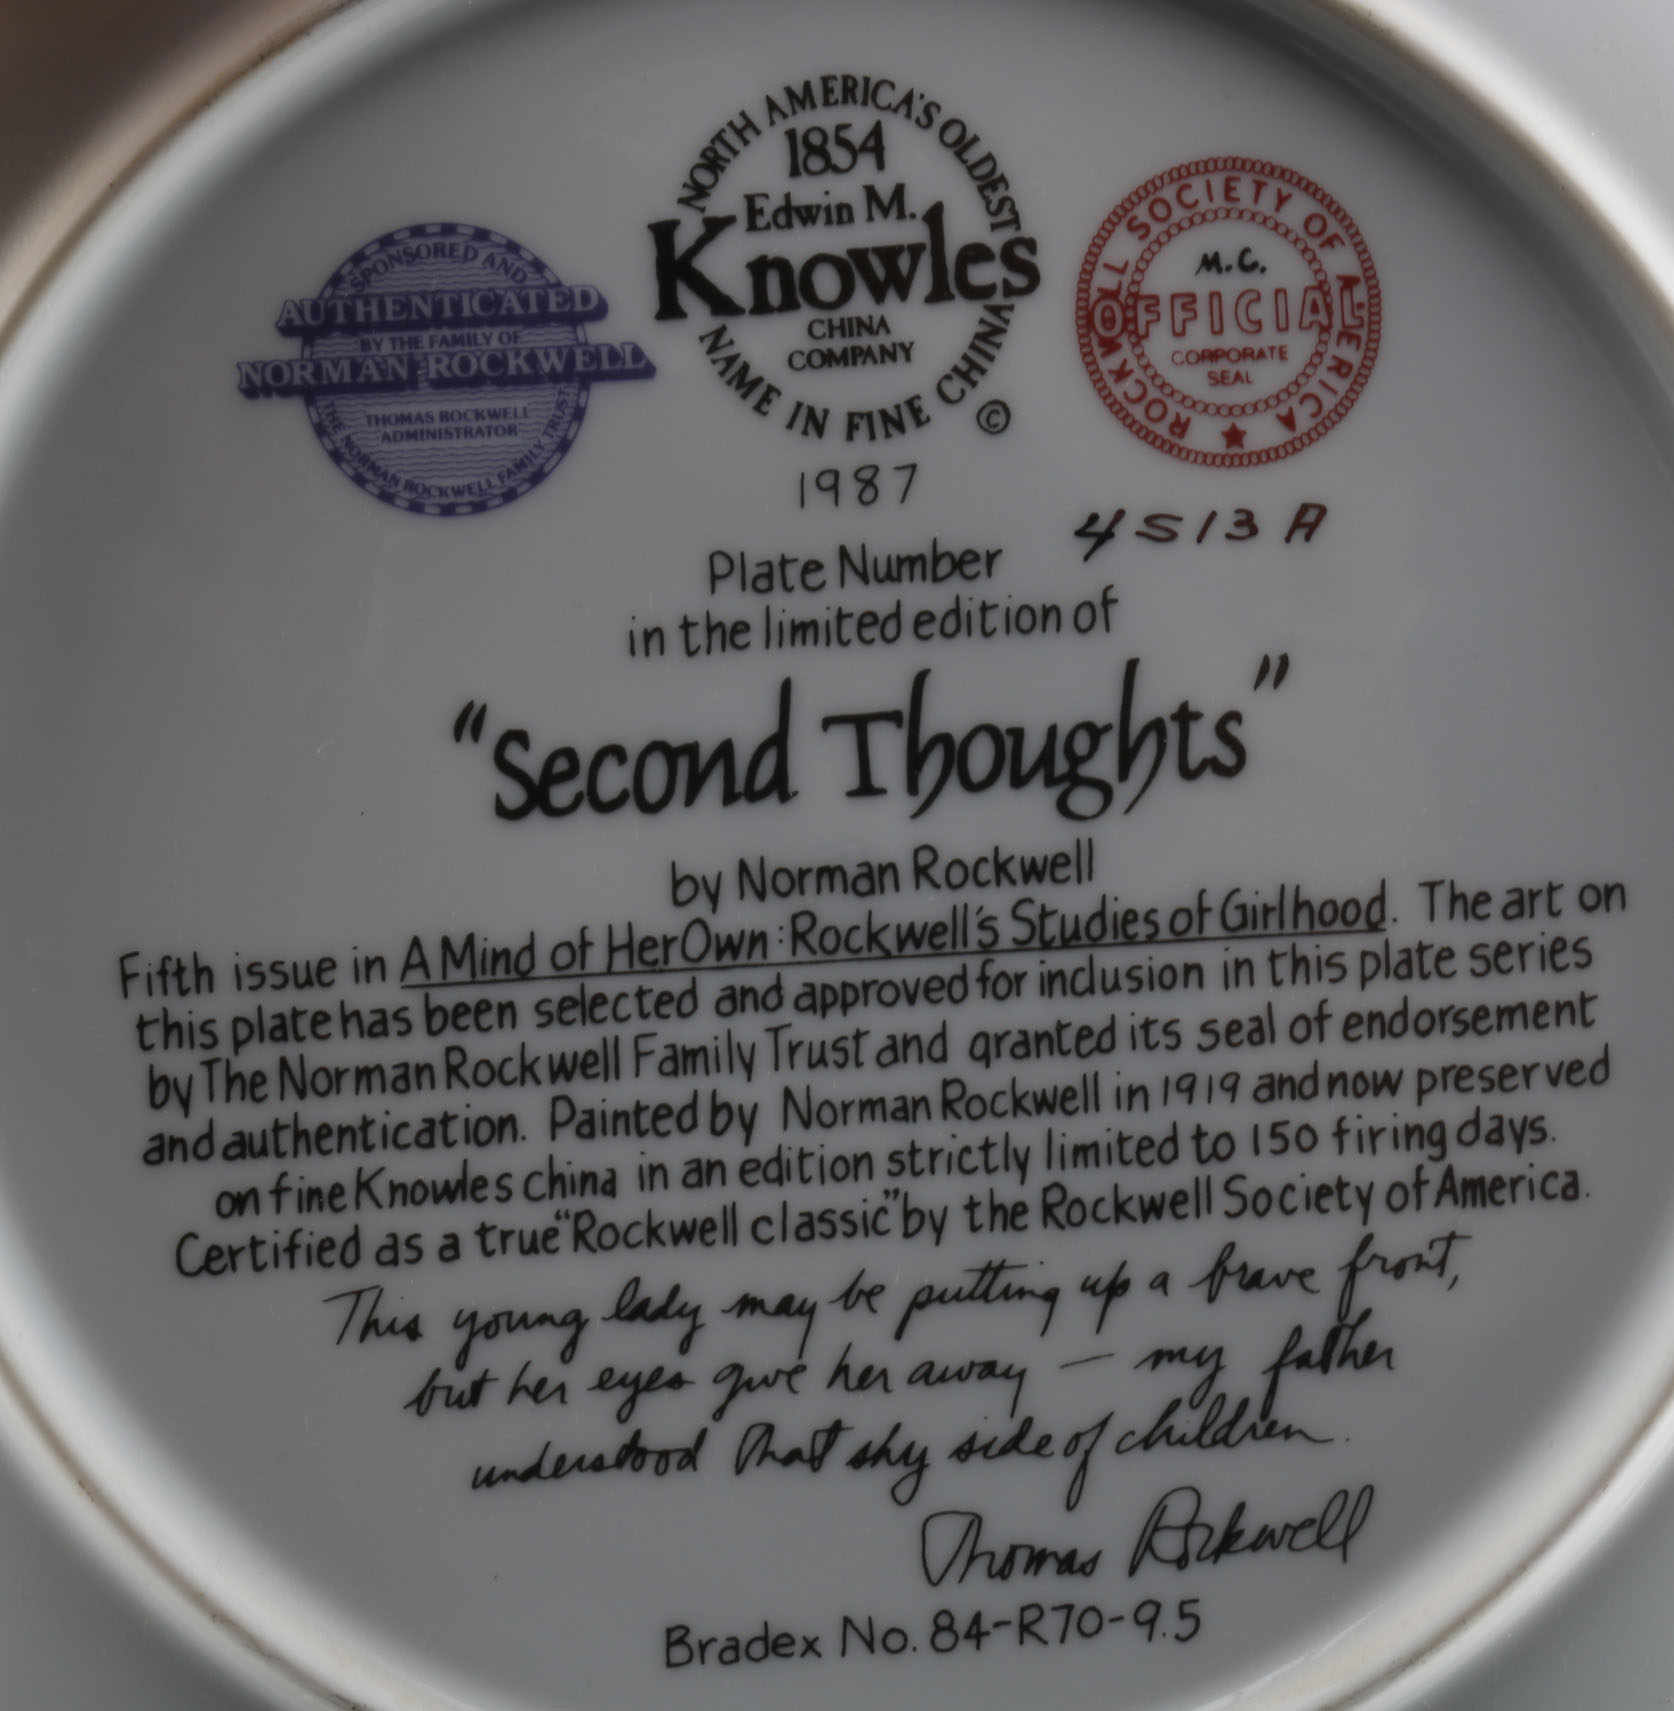 SPONSORED AND
AUTHENTICATED
BY THE FAMILY OF
NORMAN ROCKWELL
THOMAS ROCKWELL
ADMINISTRATOR
THE NORMAN ROCKWELL FAMILY TRUST
NORTH AMERICA'S OLDEST
1854
Edwin M.
Knowles
CHINA
COMPANY
NAME IN FINE CHINA
©
ROCKWELL SOCIETY OF AMERICA
M.C.
OFFICIAL
CORPORATE
SEAL
1987
Plate Number 4513A
in the limited edition of
"Second Thoughts"
by Norman Rockwell
Fifth issue in A Mind of Her Own: Rockwell's Studies of Girlhood. The art on
this plate has been selected and approved for inclusion in this plate series
by The Norman Rockwell Family Trust and granted its seal of endorsement
and authentication. Painted by Norman Rockwell in 1919 and now preserved
on fine Knowles china in an edition strictly limited to 150 firing days.
Certified as a true "Rockwell classic" by the Rockwell Society of America.
This young lady may be putting up a brave front,
but her eyes give her away — my father
understood that shy side of children.
Thomas Rockwell
Bradex No. 84-R70-9.5